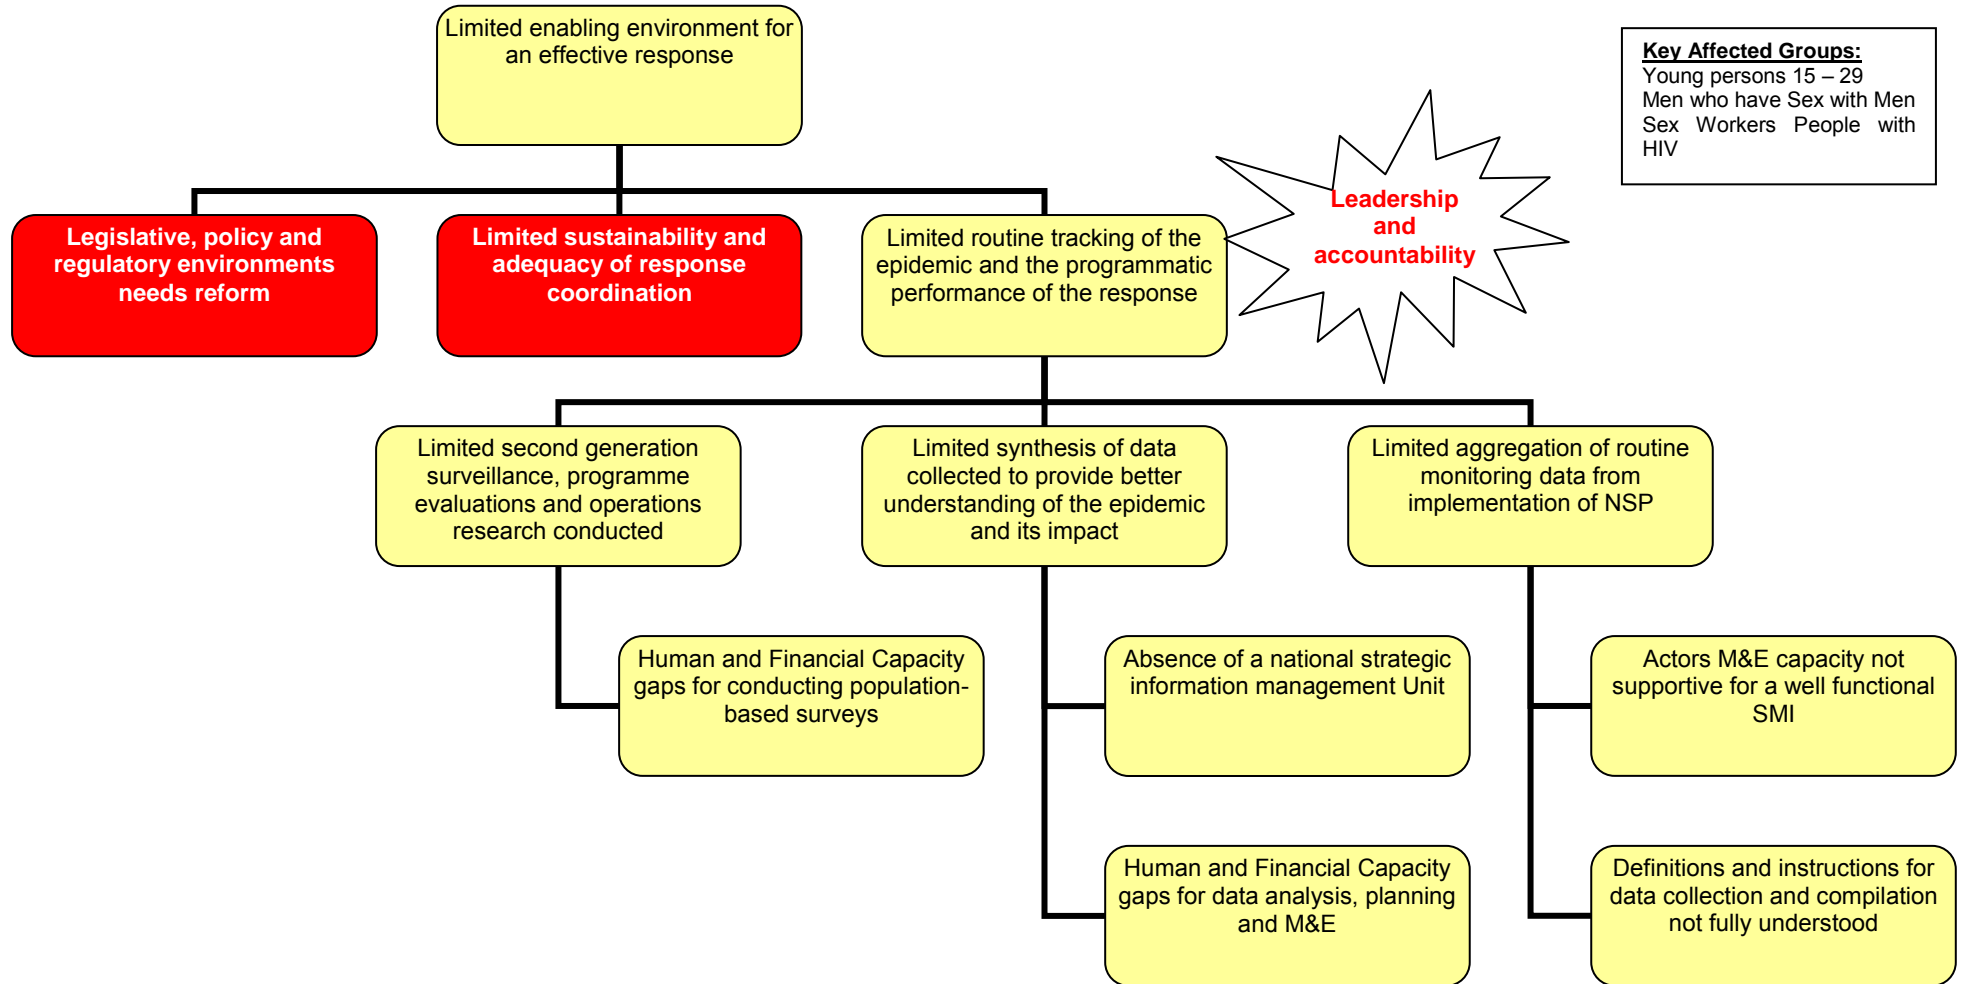 Limited enabling environment for
an effective response
Key Affected Groups:
Young persons 15 – 29
Men who have Sex with Men
Sex Workers People with
HIV
Leadership
and
accountability
Legislative, policy and
regulatory environments
needs reform
Limited sustainability and
adequacy of response
coordination
Limited routine tracking of the
epidemic and the programmatic
performance of the response
Limited second generation
surveillance, programme
evaluations and operations
research conducted
Limited synthesis of data
collected to provide better
understanding of the epidemic
and its impact
Limited aggregation of routine
monitoring data from
implementation of NSP
Human and Financial Capacity
gaps for conducting population-
based surveys
Absence of a national strategic
information management Unit
Actors M&E capacity not
supportive for a well functional
SMI
Human and Financial Capacity
gaps for data analysis, planning
and M&E
Definitions and instructions for
data collection and compilation
not fully understood